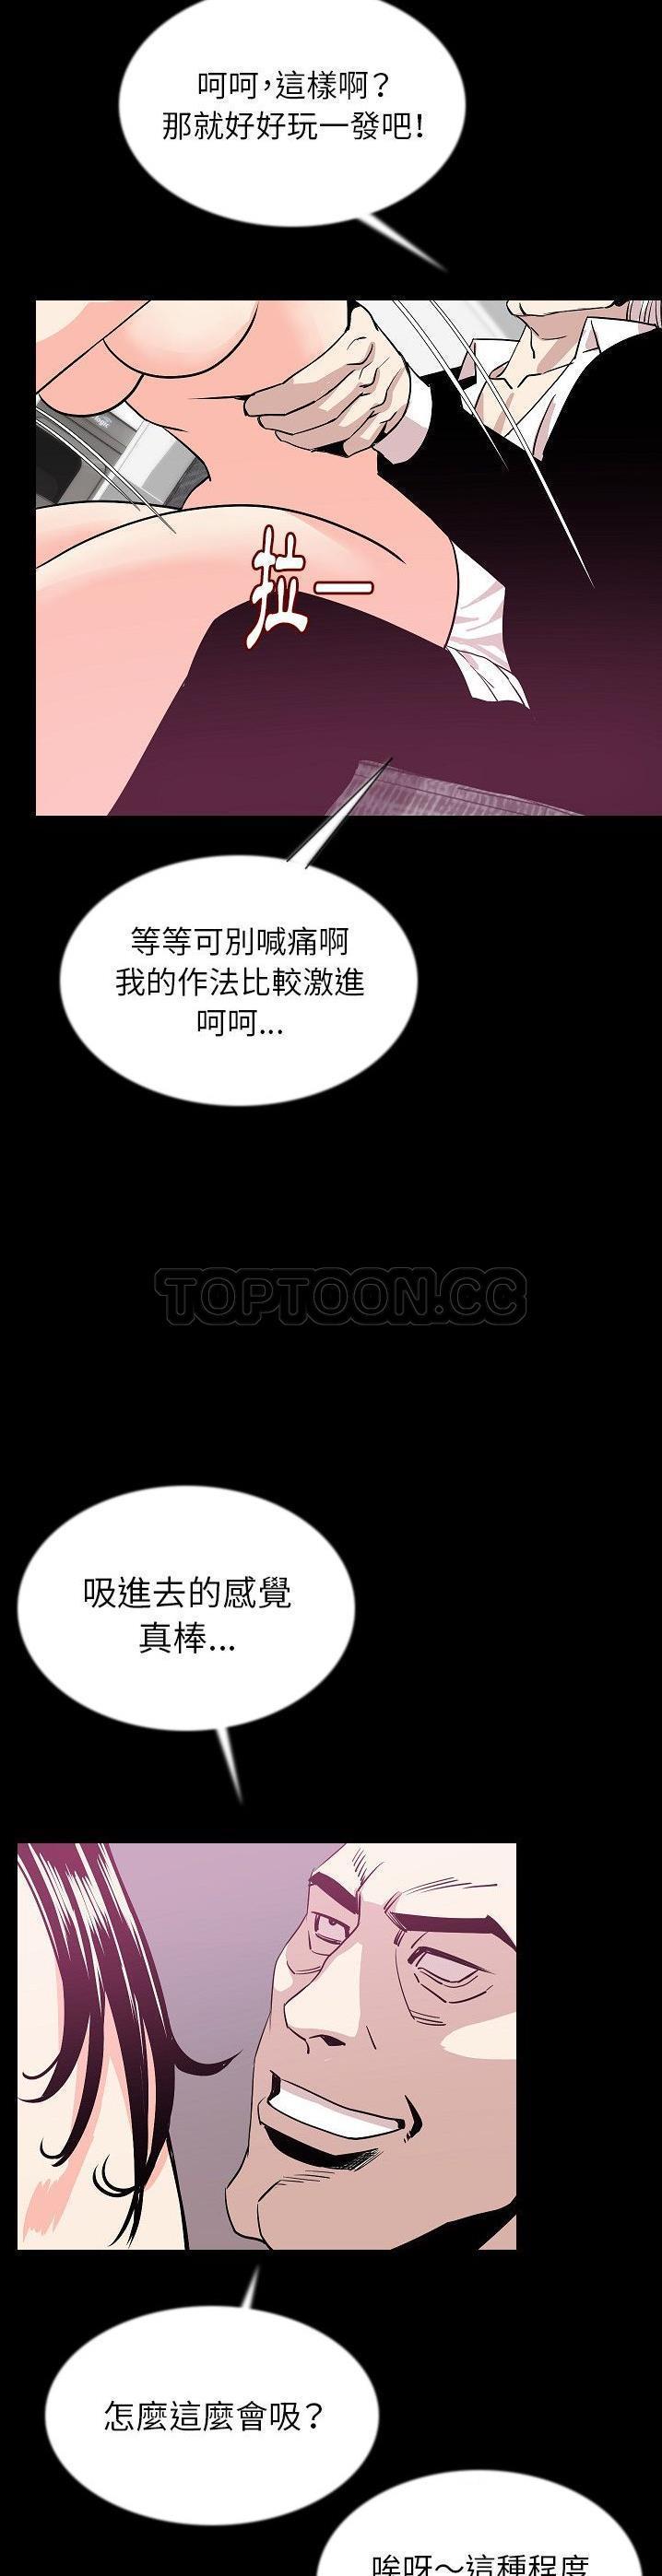 呵呵,這樣啊?
那就好好玩一發吧!
magic
拉一
等等可別喊痛啊
我的作法比較激進
呵呵...
TOPTOON.CC
吸進去的感覺
真棒...
怎麼這麼會吸?
唉呀～這種程度